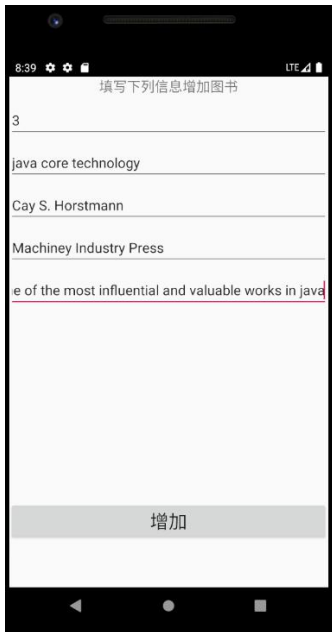 8:39 LTE
填写下列信息增加图书
3
java core technology
Cay S. Horstmann
Machiney Industry Press
e of the most influential and valuable works in java
增加